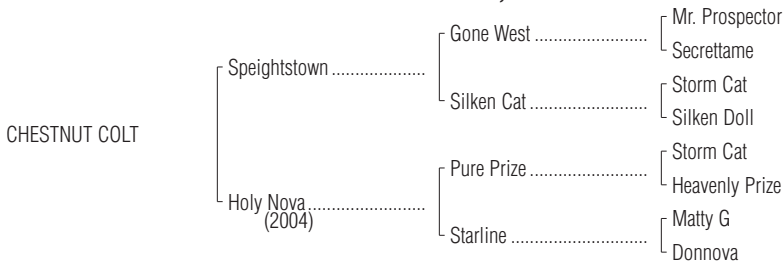 Mr. Prospector
Gone West ....................
Secrettame
Speightstown ....................
Storm Cat
Silken Cat ....................
Silken Doll
CHESTNUT COLT
Storm Cat
Pure Prize ....................
Heavenly Prize
Holy Nova....................
(2004)
Matty G
Starline ....................
Donnova